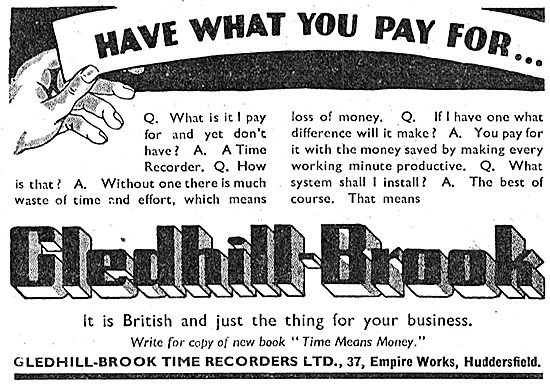 HAVE WHAT YOU PAY FOR...
Q. What is it I pay
for and yet don't
have? A. A Time
Recorder. Q. How
is that? A. Without one there is much
waste of time and effort, which means
loss of money. Q. If I have one what
difference will it make? A. You pay for
it with the money saved by making every
working minute productive. Q. What
system shall I install? A. The best of
course. That means
Gledhill-Brook
It is British and just the thing for your business.
Write for copy of new book "Time Means Money."
GLEDHILL-BROOK TIME RECORDERS LTD., 37, Empire Works, Huddersfield.